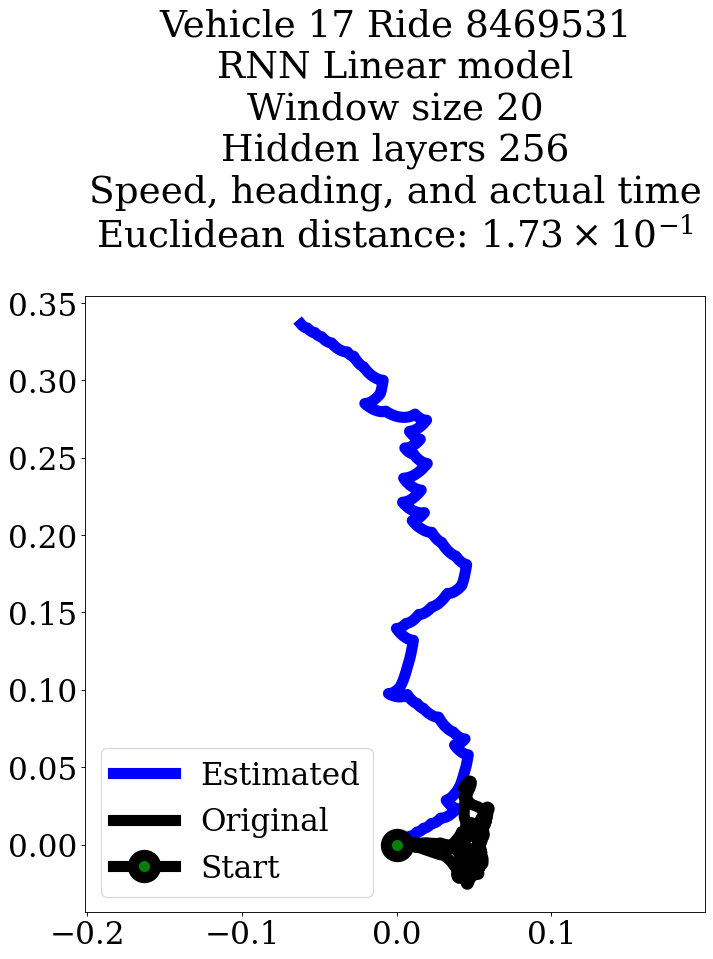 Vehicle 17 Ride 8469531
RNN Linear model
Window size 20
Hidden layers 256
Speed, heading, and actual time
Euclidean distance: 1.73 × 10⁻¹
0.35
0.30
0.25
0.20
0.15
0.10
0.05
0.00
Estimated
Original
Start
−0.2
−0.1
0.0
0.1